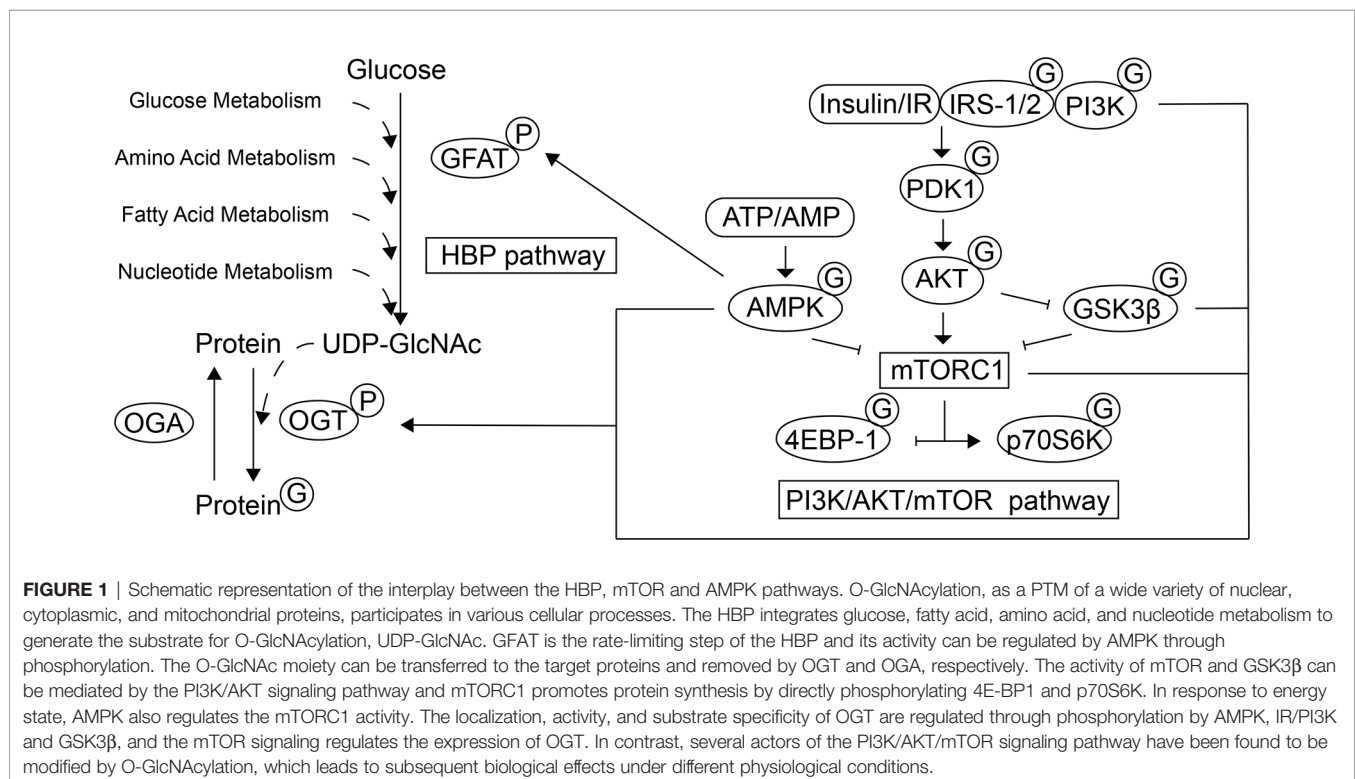 Glucose
Glucose Metabolism
Amino Acid Metabolism
Fatty Acid Metabolism
Nucleotide Metabolism
GFAT
P
HBP pathway
Protein
UDP-GlcNAc
OGA
OGT
P
Protein
G
ATP/AMP
AMPK
G
Insulin/IR
IRS-1/2
G
PI3K
G
PDK1
G
AKT
G
GSK3β
G
mTORC1
4EBP-1
G
p70S6K
G
PI3K/AKT/mTOR pathway
FIGURE 1 | Schematic representation of the interplay between the HBP, mTOR and AMPK pathways. O-GlcNAcylation, as a PTM of a wide variety of nuclear,
cytoplasmic, and mitochondrial proteins, participates in various cellular processes. The HBP integrates glucose, fatty acid, amino acid, and nucleotide metabolism to
generate the substrate for O-GlcNAcylation, UDP-GlcNAc. GFAT is the rate-limiting step of the HBP and its activity can be regulated by AMPK through
phosphorylation. The O-GlcNAc moiety can be transferred to the target proteins and removed by OGT and OGA, respectively. The activity of mTOR and GSK3β can
be mediated by the PI3K/AKT signaling pathway and mTORC1 promotes protein synthesis by directly phosphorylating 4E-BP1 and p70S6K. In response to energy
state, AMPK also regulates the mTORC1 activity. The localization, activity, and substrate specificity of OGT are regulated through phosphorylation by AMPK, IR/PI3K
and GSK3β, and the mTOR signaling regulates the expression of OGT. In contrast, several actors of the PI3K/AKT/mTOR signaling pathway have been found to be
modified by O-GlcNAcylation, which leads to subsequent biological effects under different physiological conditions.